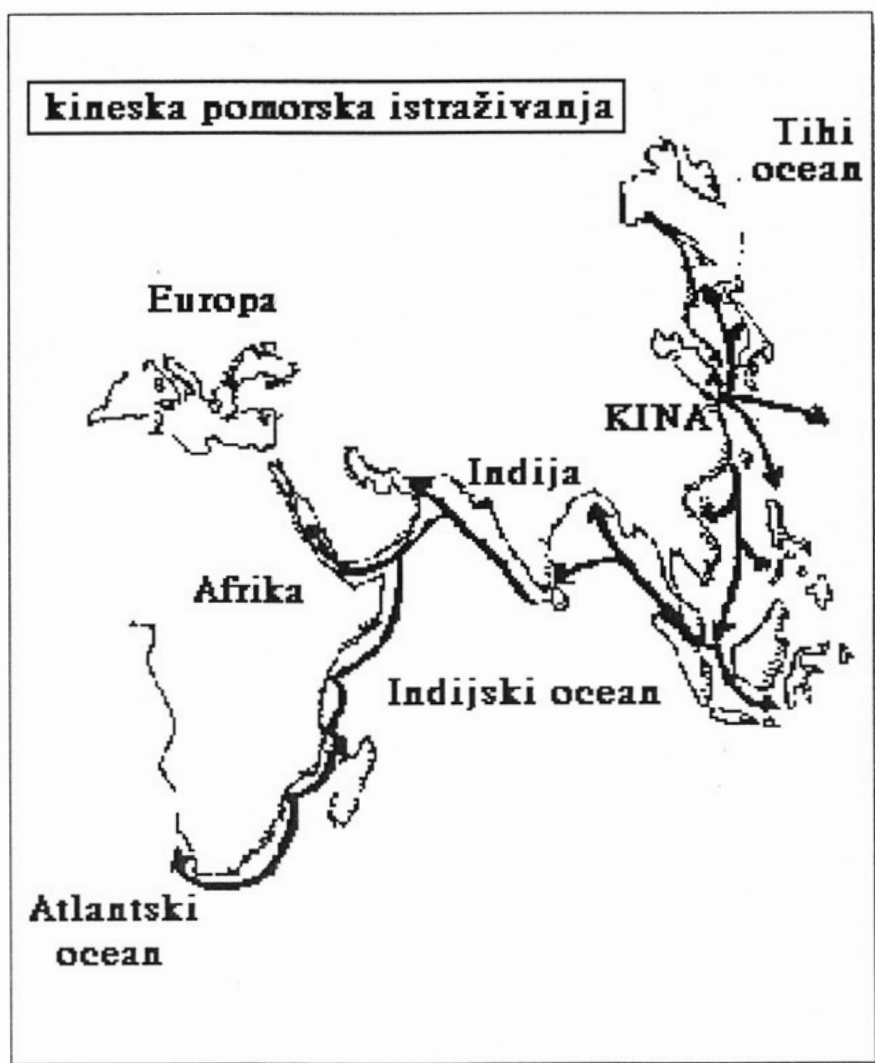 kineska pomorska istraživanja
Tihi
ocean
Europa
KINA
Indija
Afrika
Indijski ocean
Atlantski
ocean